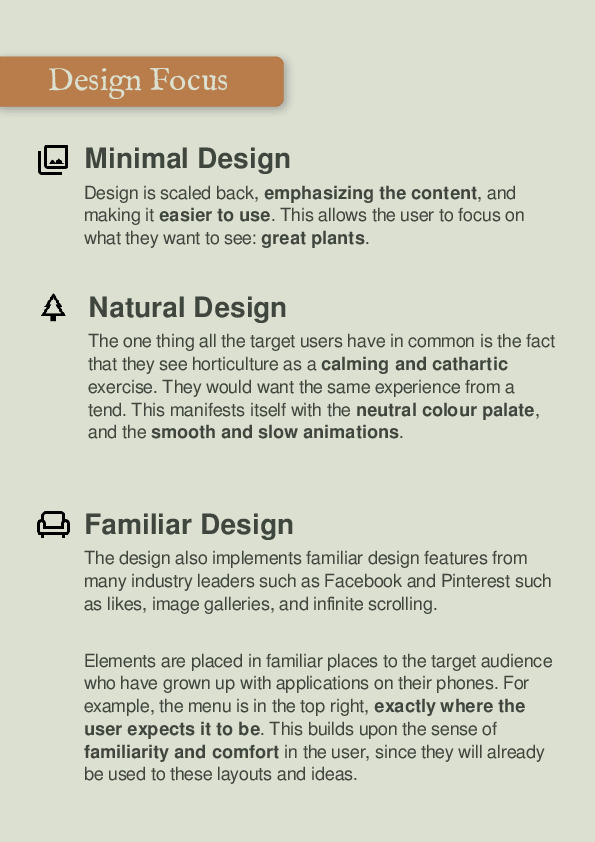 Design Focus
Minimal Design
Design is scaled back, emphasizing the content, and
making it easier to use. This allows the user to focus on
what they want to see: great plants.
Natural Design
The one thing all the target users have in common is the fact
that they see horticulture as a calming and cathartic
exercise. They would want the same experience from a
tend. This manifests itself with the neutral colour palate,
and the smooth and slow animations.
Familiar Design
The design also implements familiar design features from
many industry leaders such as Facebook and Pinterest such
as likes, image galleries, and infinite scrolling.
Elements are placed in familiar places to the target audience
who have grown up with applications on their phones. For
example, the menu is in the top right, exactly where the
user expects it to be. This builds upon the sense of
familiarity and comfort in the user, since they will already
be used to these layouts and ideas.